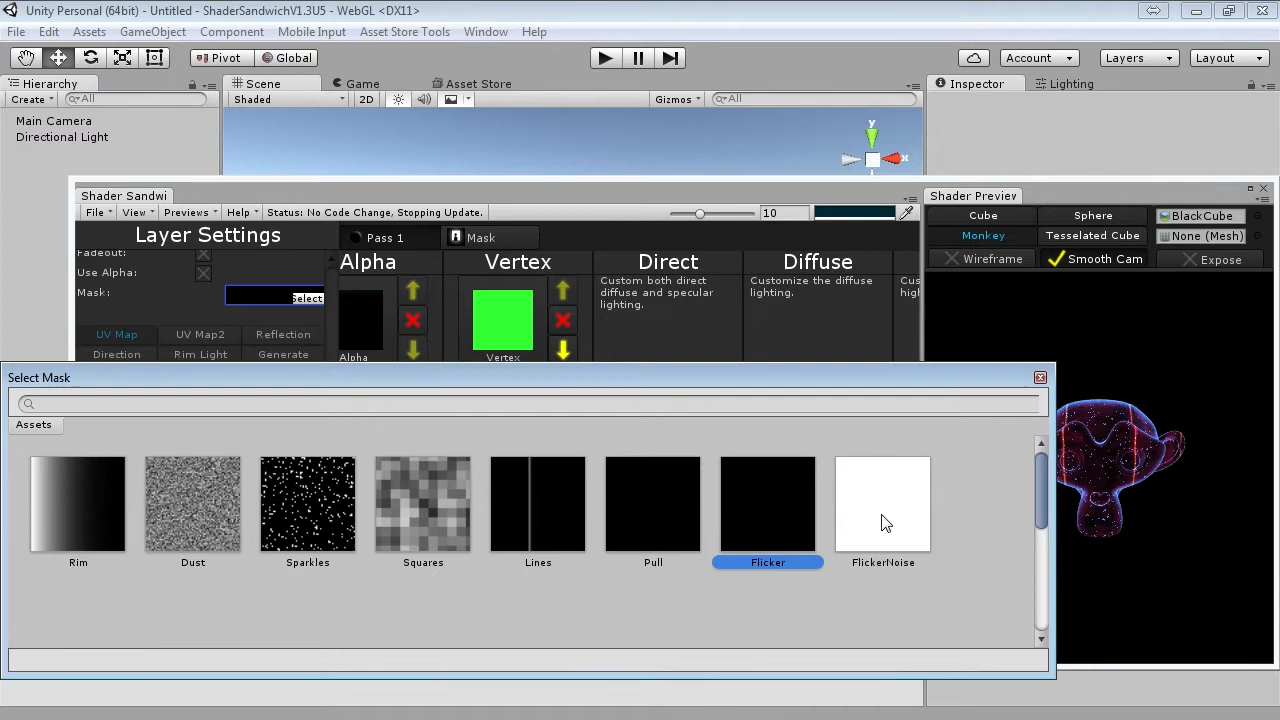 Unity Personal (64bit) - Untitled - ShaderSandwichV1.3U5 - WebGL <DX11>
File Edit Assets GameObject Component Mobile Input Asset Store Tools Window Help
Pivot Global Account Layers Layout
Hierarchy Scene Game Asset Store Inspector Lighting
Create All Shaded 2D Gizmos All
Main Camera
Directional Light
y
x
Shader Sandwi Shader Preview
File View Previews Help Status: No Code Change, Stopping Update. 10
Cube Sphere BlackCube
Layer Settings Pass 1 Mask
Monkey Tesselated Cube None (Mesh)
Fadeout: Wireframe Smooth Cam Expose
Alpha Vertex Direct Diffuse
Use Alpha:
Custom both direct
diffuse and specular
lighting.
Customize the diffuse
lighting.
Mask: Select
UV Map UV Map2 Reflection
Direction Rim Light Generate
Alpha Vertex
Select Mask
Assets
Rim Dust Sparkles Squares Lines Pull Flicker FlickerNoise